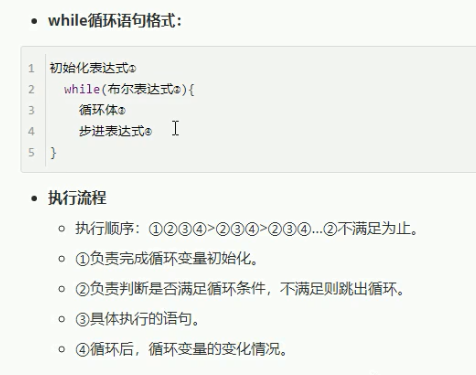 while循环语句格式：
1 初始化表达式①
2 while(布尔表达式②){
3 循环体③
4 步进表达式④
5 }
执行流程
执行顺序：①②③④>②③④>②③④…②不满足为止。
①负责完成循环变量初始化。
②负责判断是否满足循环条件，不满足则跳出循环。
③具体执行的语句。
④循环后，循环变量的变化情况。